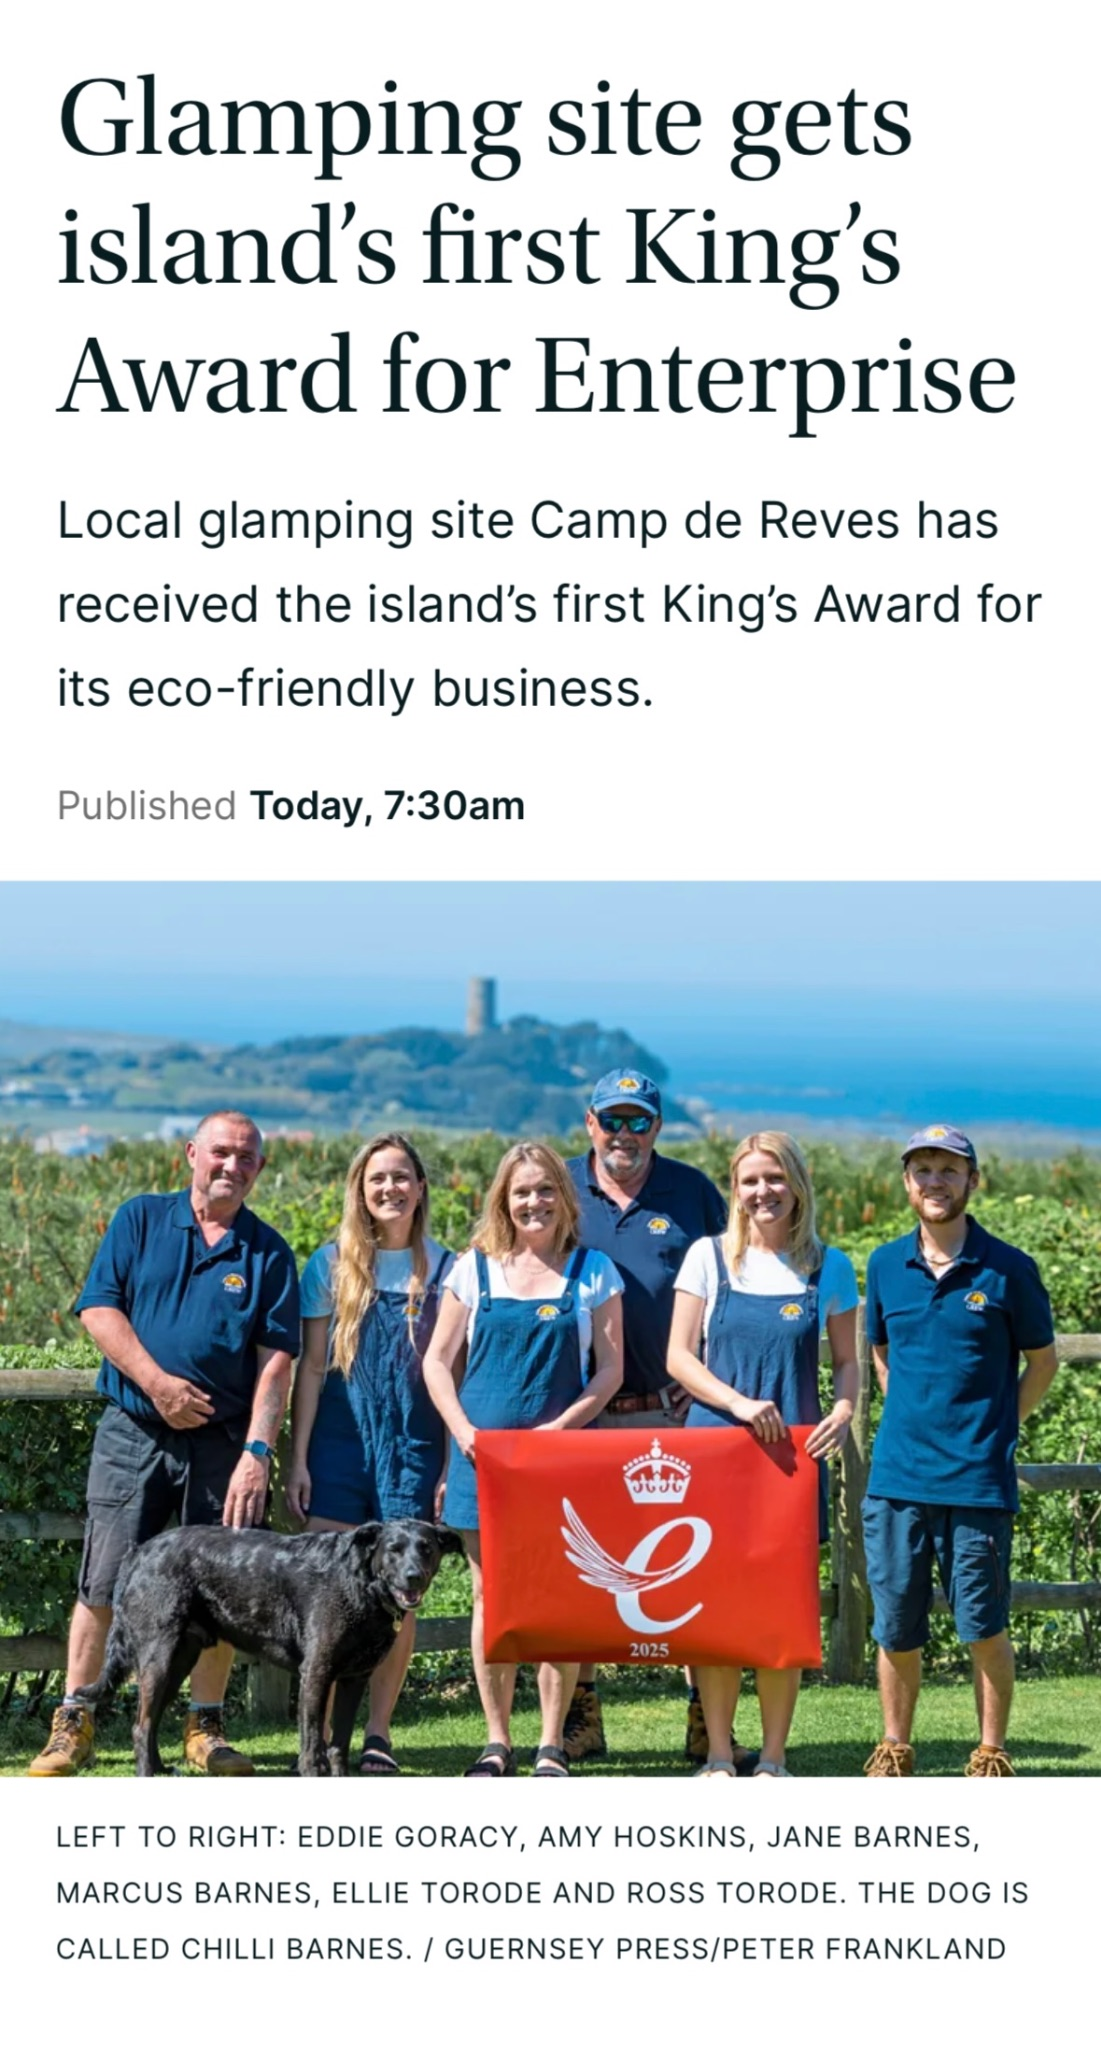 Glamping site gets
island’s first King’s
Award for Enterprise
Local glamping site Camp de Reves has
received the island’s first King’s Award for
its eco-friendly business.
Published Today, 7:30am
e
2025
LEFT TO RIGHT: EDDIE GORACY, AMY HOSKINS, JANE BARNES,
MARCUS BARNES, ELLIE TORODE AND ROSS TORODE. THE DOG IS
CALLED CHILLI BARNES. / GUERNSEY PRESS/PETER FRANKLAND